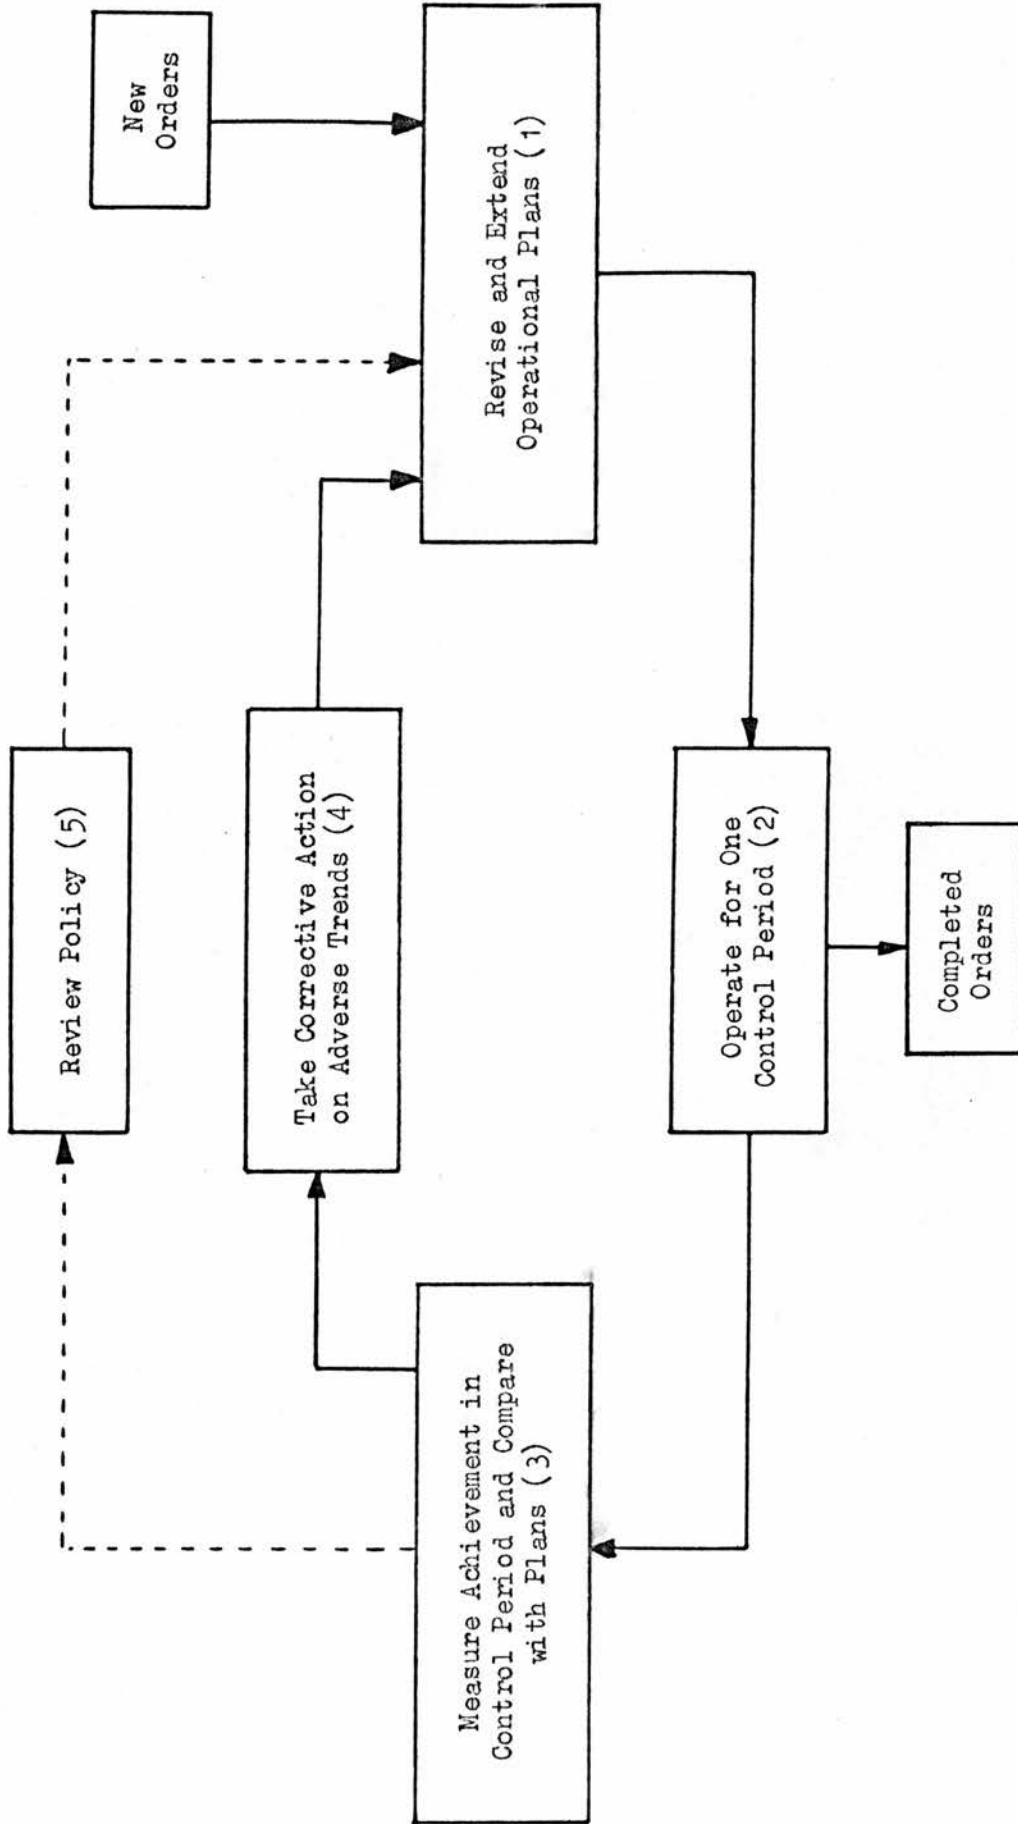 New
Orders
Revise and Extend
Operational Plans (1)
Review Policy (5)
Take Corrective Action
on Adverse Trends (4)
Operate for One
Control Period (2)
Completed
Orders
Measure Achievement in
Control Period and Compare
with Plans (3)